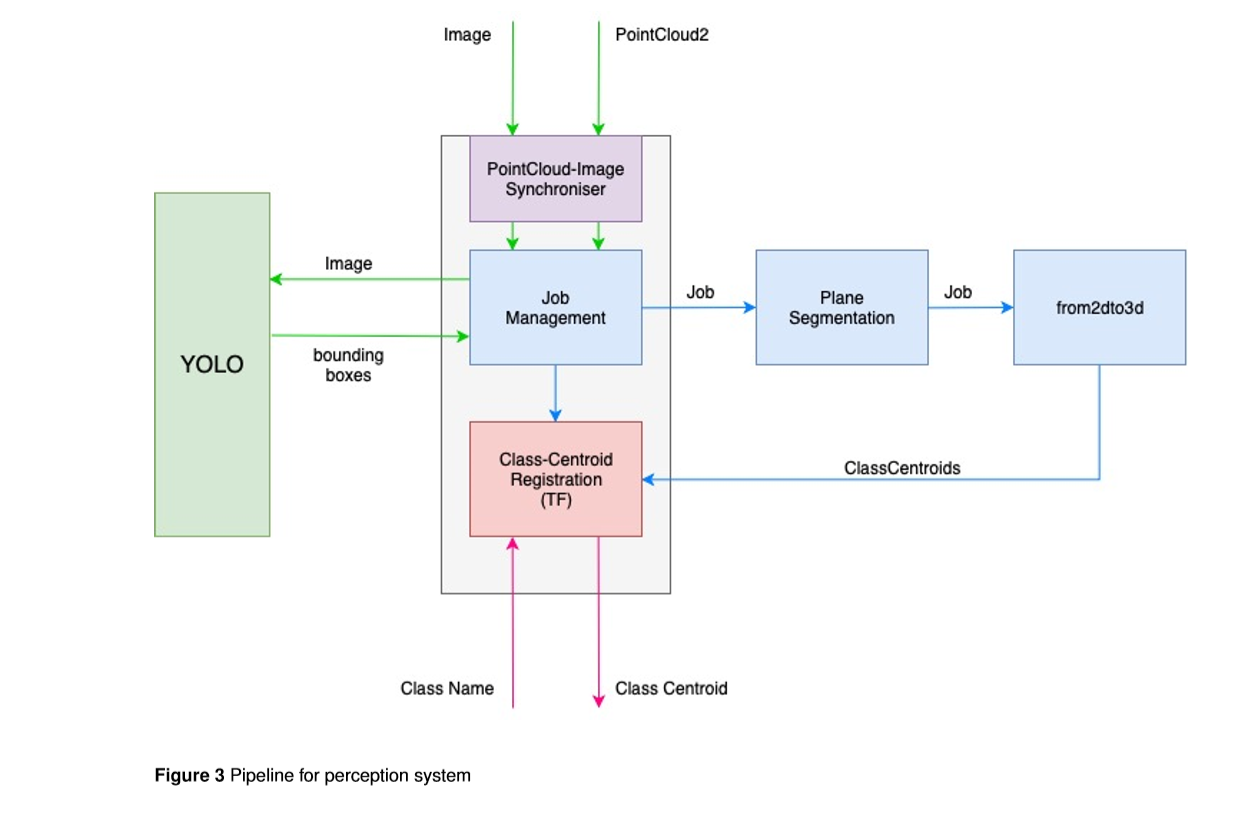 Image
PointCloud2
PointCloud-Image
Synchroniser
Image
Job
Management
Job
Plane
Segmentation
Job
from2dto3d
YOLO
bounding
boxes
Class-Centroid
Registration
(TF)
ClassCentroids
Class Name
Class Centroid
Figure 3 Pipeline for perception system